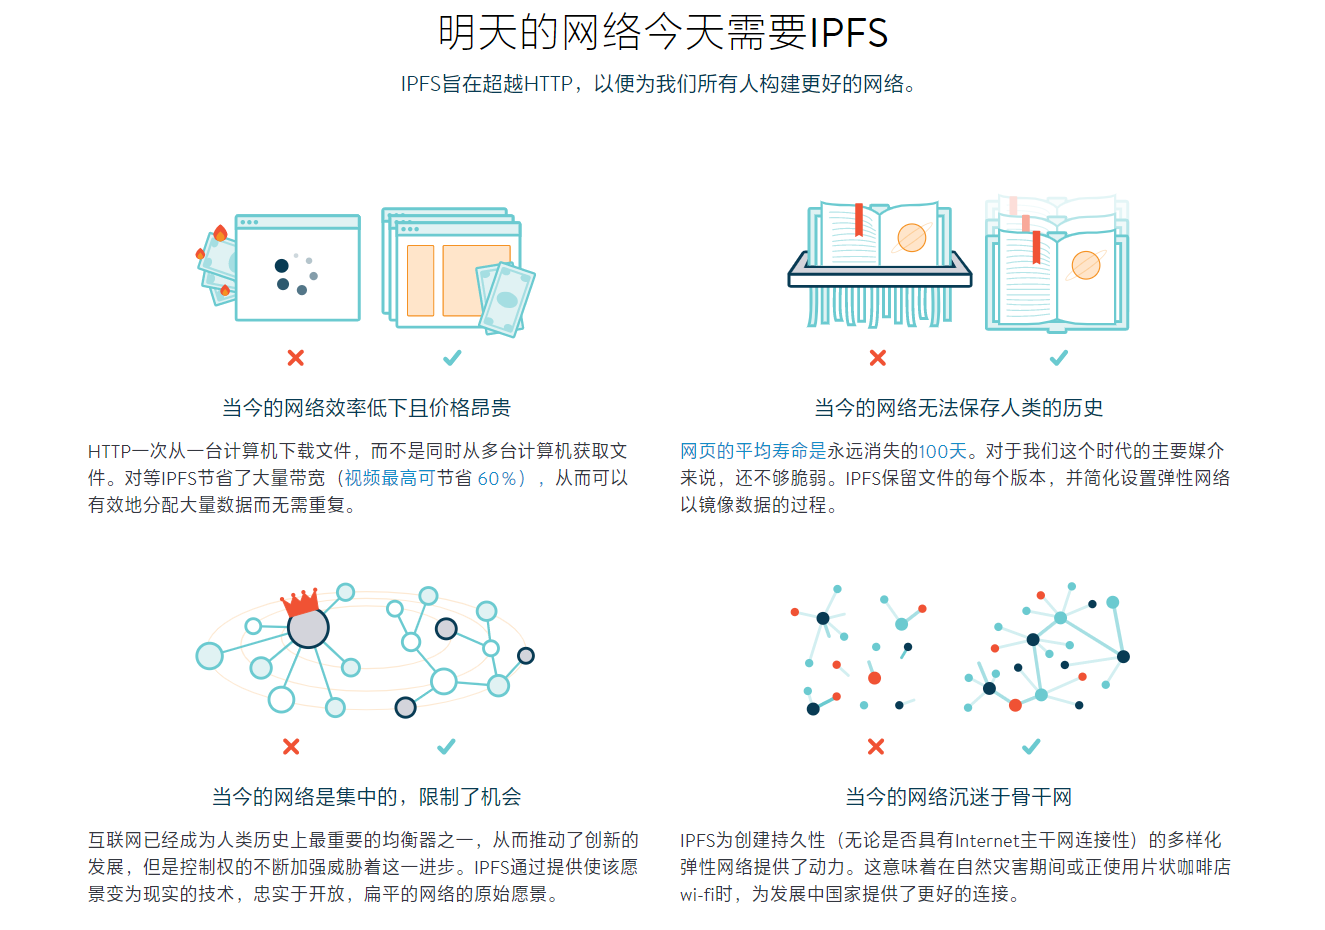 明天的网络今天需要IPFS
IPFS旨在超越HTTP，以便为我们所有人构建更好的网络。
当今的网络效率低下且价格昂贵
HTTP一次从一台计算机下载文件，而不是同时从多台计算机获取文
件。对等IPFS节省了大量带宽（视频最高可节省 60％），从而可以
有效地分配大量数据而无需重复。
当今的网络无法保存人类的历史
网页的平均寿命是永远消失的100天。对于我们这个时代的主要媒介
来说，还不够脆弱。IPFS保留文件的每个版本，并简化设置弹性网络
以镜像数据的过程。
当今的网络是集中的，限制了机会
互联网已经成为人类历史上最重要的均衡器之一，从而推动了创新的
发展，但是控制权的不断加强威胁着这一进步。IPFS通过提供使该愿
景变为现实的技术，忠实于开放，扁平的网络的原始愿景。
当今的网络沉迷于骨干网
IPFS为创建持久性（无论是否具有Internet主干网连接性）的多样化
弹性网络提供了动力。这意味着在自然灾害期间或正使用片状咖啡店
wi-fi时，为发展中国家提供了更好的连接。